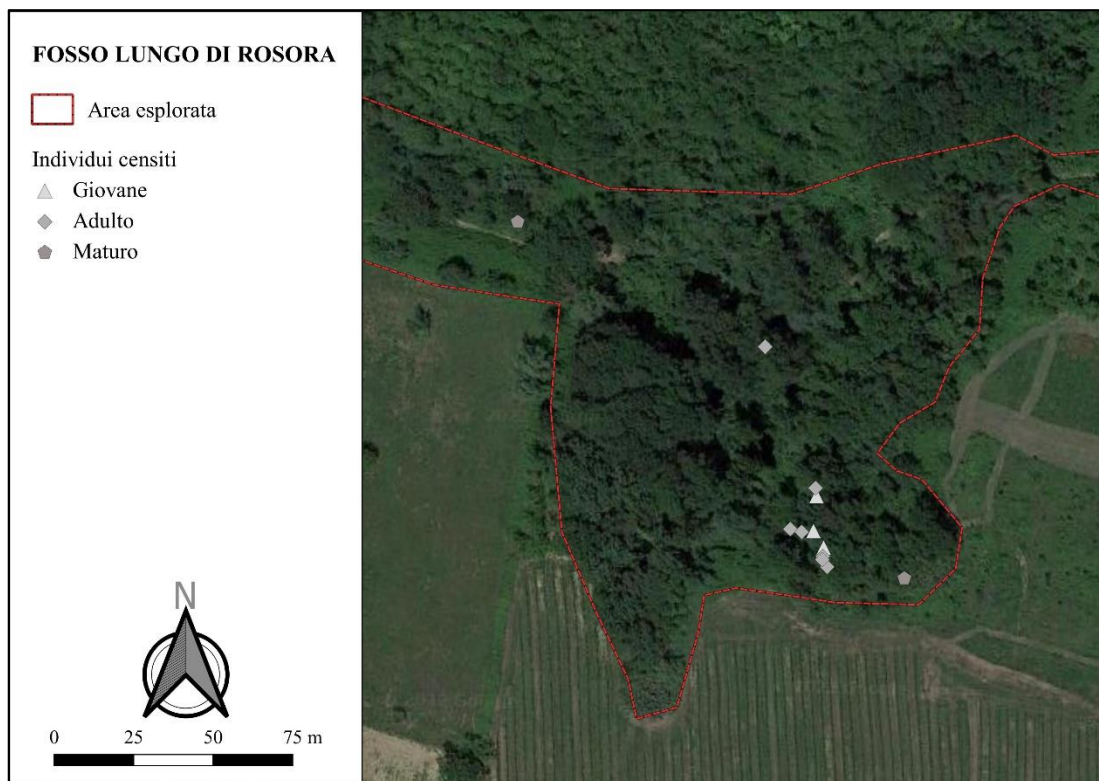 FOSSO LUNGO DI ROSORA
Area esplorata
Individui censiti
Giovane
Adulto
Maturo
N
0 25 50 75 m